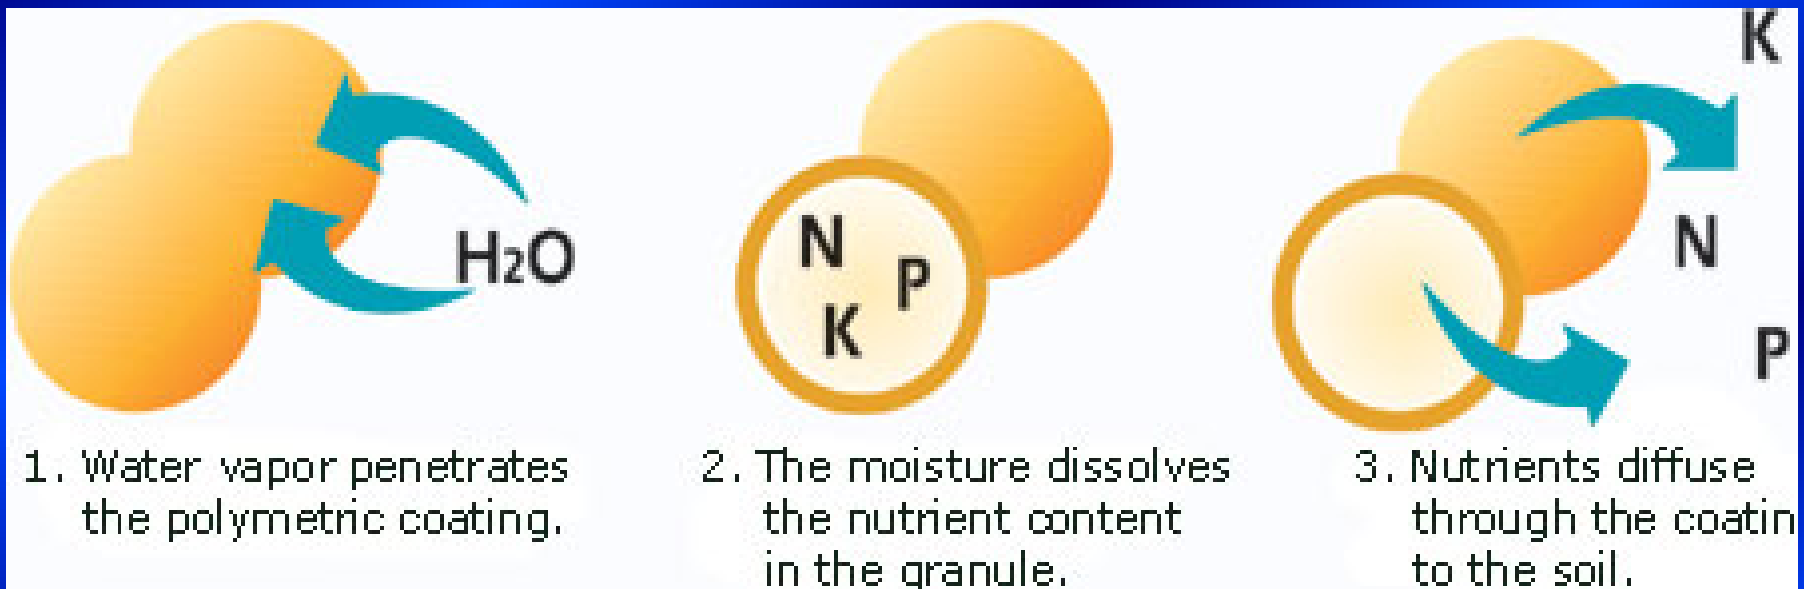 H2O
N
P
K
K
N
P
1. Water vapor penetrates
the polymetric coating.
2. The moisture dissolves
the nutrient content
in the granule.
3. Nutrients diffuse
through the coatin
to the soil.